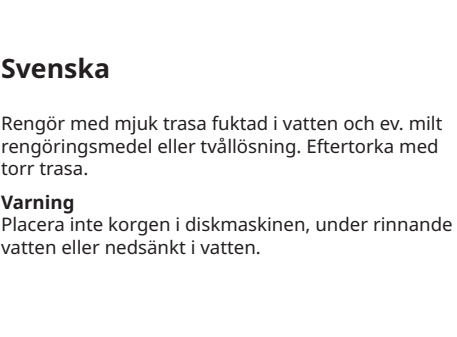 Svenska
Rengör med mjuk trasa fuktad i vatten och ev. milt
rengöringsmedel eller tvållösning. Eftertorka med
torr trasa.
Varning
Placera inte korgen i diskmaskinen, under rinnande
vatten eller nedsänkt i vatten.